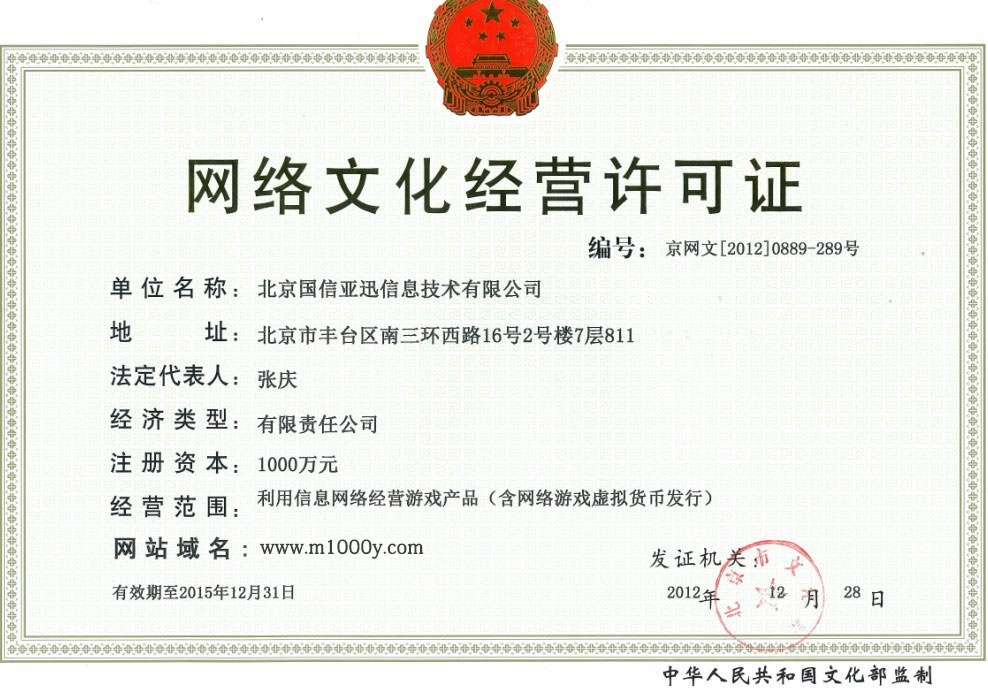 网络文化经营许可证
编号： 京网文[2012]0889-289号
单位名称： 北京国信亚迅信息技术有限公司
地 址： 北京市丰台区南三环西路16号2号楼7层811
法定代表人： 张庆
经济类型： 有限责任公司
注册资本： 1000万元
经营范围： 利用信息网络经营游戏产品（含网络游戏虚拟货币发行）
网站域名： www.m1000y.com
发证机关：
有效期至2015年12月31日
2012年 12 月 28 日
北京市文
中华人民共和国文化部监制